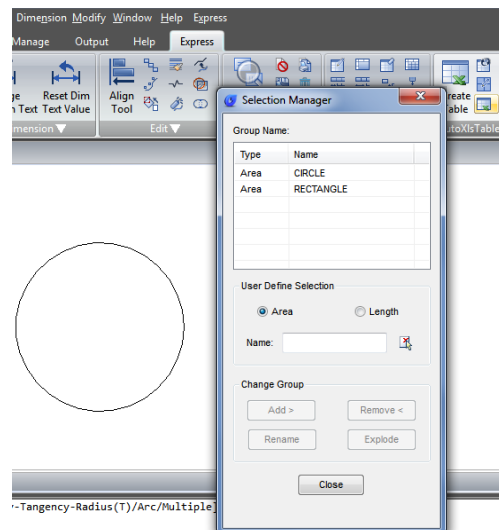 Dimension Modify Window Help Express
Manage Output Help Express
Reset Dim
Text Text Value
Align
Tool
Edit
Selection Manager
Group Name:
Type Name
Area CIRCLE
Area RECTANGLE
User Define Selection
Area Length
Name:
Change Group
Add > Remove <
Rename Explode
Close
-Tangency-Radius(T)/Arc/Multiple]